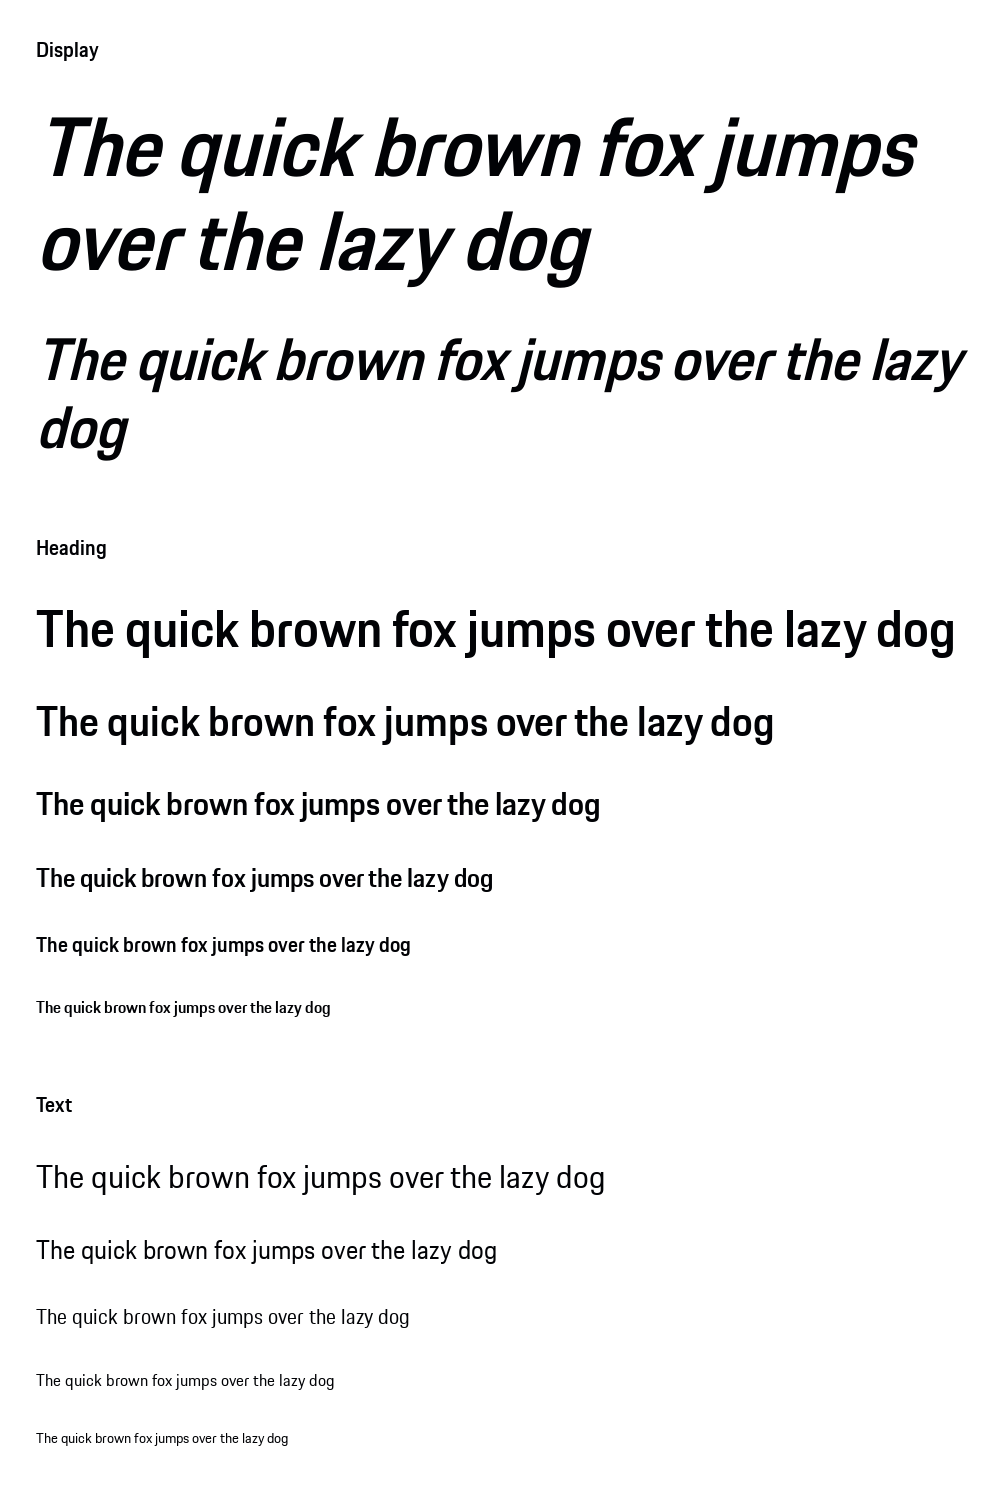 Display
The quick brown fox jumps
over the lazy dog
The quick brown fox jumps over the lazy
dog
Heading
The quick brown fox jumps over the lazy dog
The quick brown fox jumps over the lazy dog
The quick brown fox jumps over the lazy dog
The quick brown fox jumps over the lazy dog
The quick brown fox jumps over the lazy dog
The quick brown fox jumps over the lazy dog
Text
The quick brown fox jumps over the lazy dog
The quick brown fox jumps over the lazy dog
The quick brown fox jumps over the lazy dog
The quick brown fox jumps over the lazy dog
The quick brown fox jumps over the lazy dog